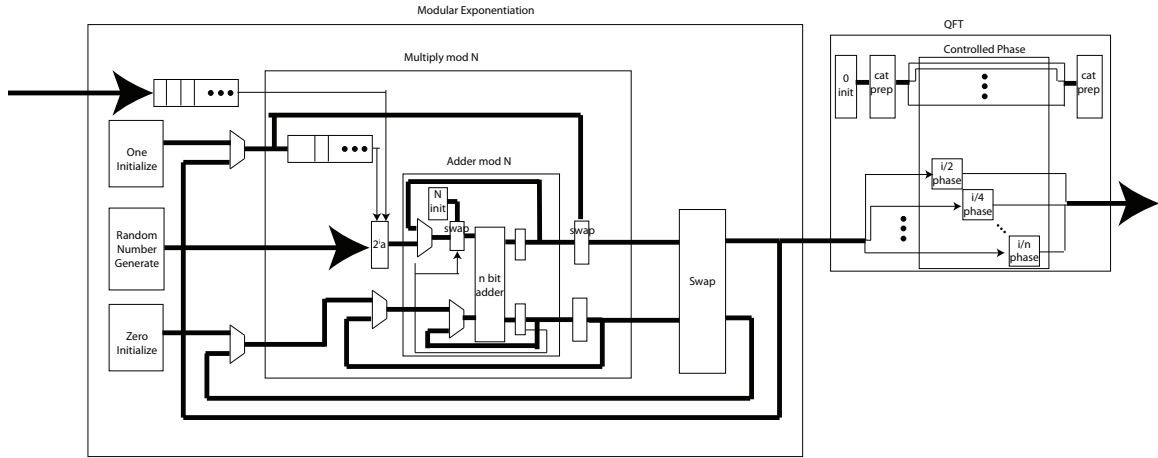 Modular Exponentiation
QFT
Multiply mod N
Controlled Phase
0
init
cat
prep
cat
prep
One
Initialize
Adder mod N
N
init
swap
swap
Random
Number
Generate
2ⁱa
n bit
adder
Swap
i/2
phase
i/4
phase
i/n
phase
Zero
Initialize